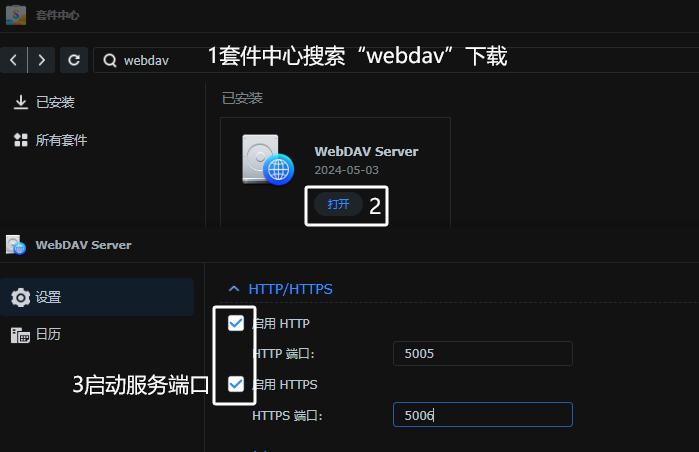 套件中心
webdav
1套件中心搜索“webdav”下载
已安装
已安装
所有套件
WebDAV Server
2024-05-03
打开
2
WebDAV Server
设置
日历
HTTP/HTTPS
启用 HTTP
HTTP 端口:
5005
3启动服务端口
启用 HTTPS
HTTPS 端口:
5006